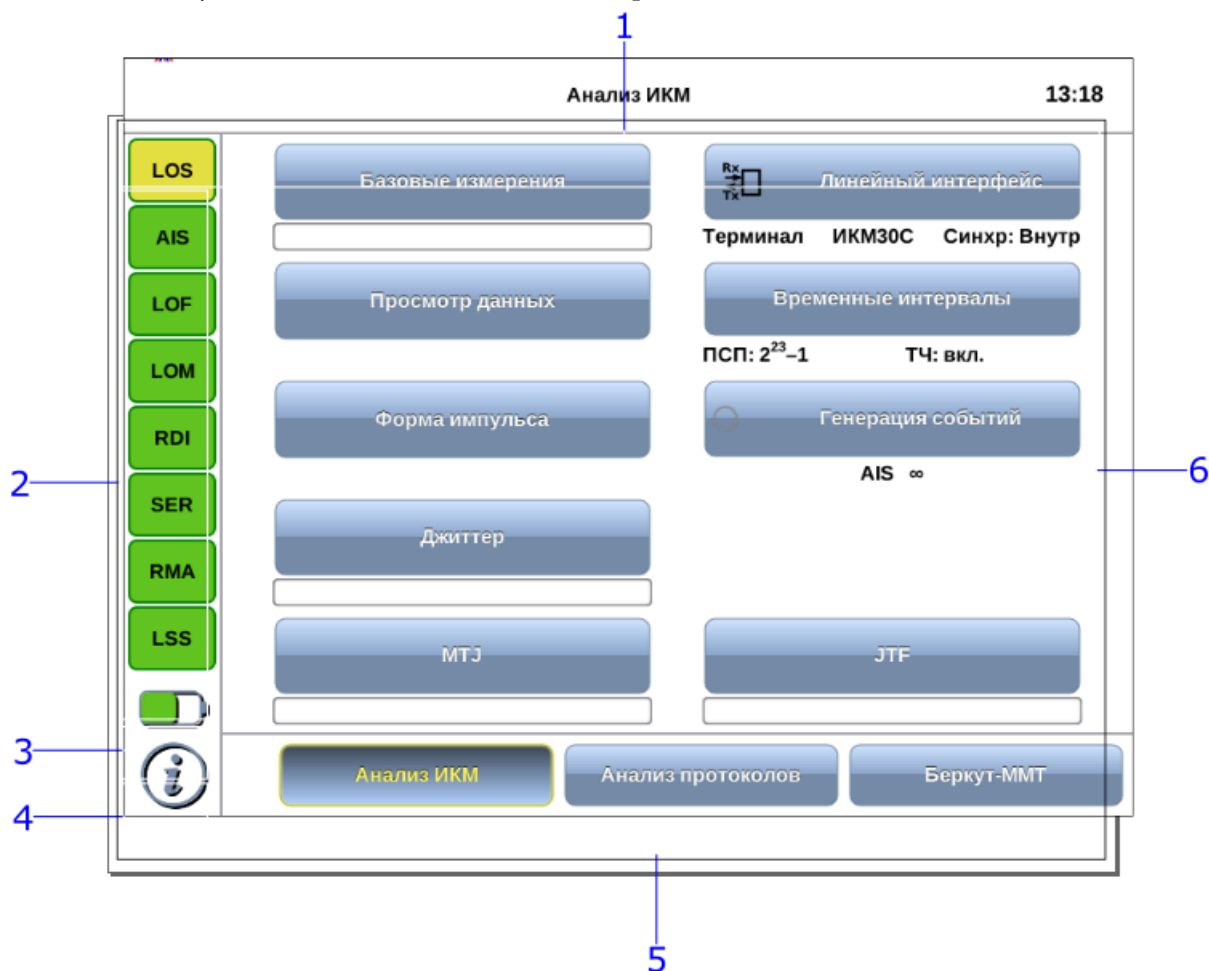 1
Анализ ИКМ 13:18
LOS Базовые измерения Линейный интерфейс
Rx
Tx
AIS Терминал ИКМ30С Синхр: Внутр
LOF Просмотр данных Временные интервалы
LOM ПСП: 2²³–1 ТЧ: вкл.
RDI Форма импульса Генерация событий
2 AIS ∞ 6
SER
Джиттер
RMA
LSS MTJ JTF
3
i Анализ ИКМ Анализ протоколов Беркут-ММТ
4
5